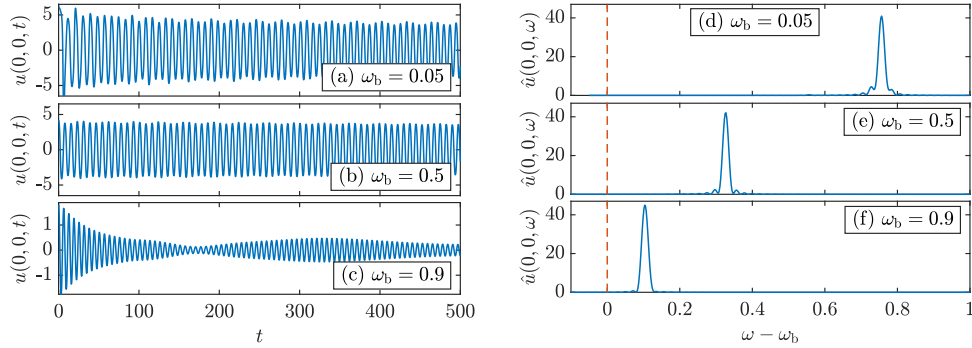 u(0, 0, t)
5
0
-5
(a) ω_b = 0.05
u(0, 0, t)
5
0
-5
(b) ω_b = 0.5
u(0, 0, t)
1
0
-1
(c) ω_b = 0.9
0 100 200 300 400 500
t
û(0, 0, ω)
40
20
0
(d) ω_b = 0.05
û(0, 0, ω)
40
20
0
(e) ω_b = 0.5
û(0, 0, ω)
40
20
0
(f) ω_b = 0.9
0 0.2 0.4 0.6 0.8 1
ω − ω_b